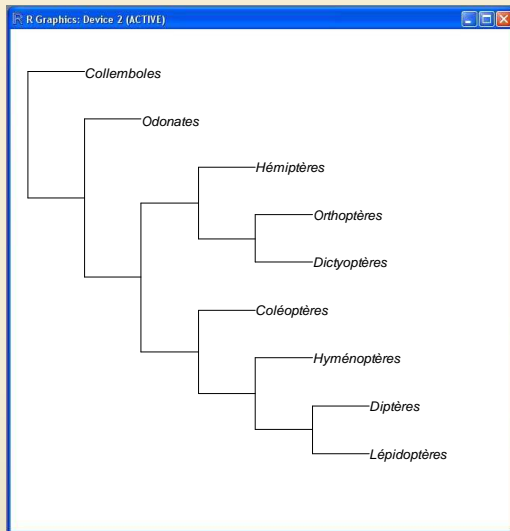 R Graphics: Device 2 (ACTIVE)
Collemboles
Odonates
Hémiptères
Orthoptères
Dictyoptères
Coléoptères
Hyménoptères
Diptères
Lépidoptères